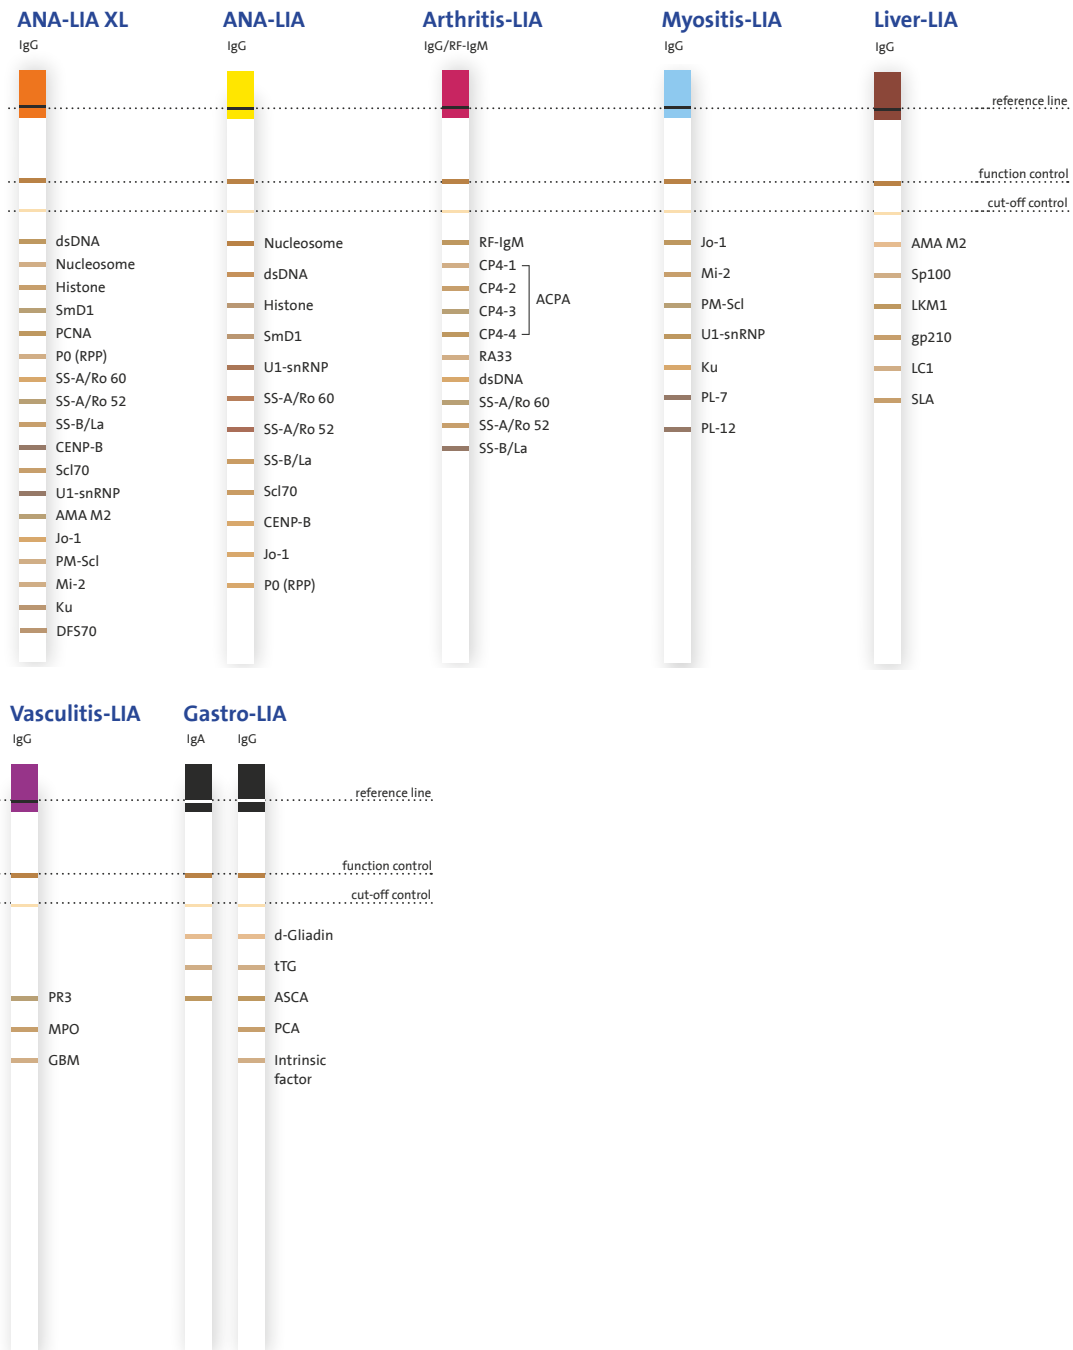 ANA-LIA XL
IgG
dsDNA
Nucleosome
Histone
SmD1
PCNA
P0 (RPP)
SS-A/Ro 60
SS-A/Ro 52
SS-B/La
CENP-B
Scl70
U1-snRNP
AMA M2
Jo-1
PM-Scl
Mi-2
Ku
DFS70
ANA-LIA
IgG
Nucleosome
dsDNA
Histone
SmD1
U1-snRNP
SS-A/Ro 60
SS-A/Ro 52
SS-B/La
Scl70
CENP-B
Jo-1
P0 (RPP)
Arthritis-LIA
IgG/RF-IgM
RF-IgM
CP4-1
CP4-2
CP4-3
CP4-4
ACPA
RA33
dsDNA
SS-A/Ro 60
SS-A/Ro 52
SS-B/La
Myositis-LIA
IgG
Jo-1
Mi-2
PM-Scl
U1-snRNP
Ku
PL-7
PL-12
Liver-LIA
IgG
reference line
function control
cut-off control
AMA M2
Sp100
LKM1
gp210
LC1
SLA
Vasculitis-LIA
IgG
PR3
MPO
GBM
Gastro-LIA
IgA IgG
reference line
function control
cut-off control
d-Gliadin
tTG
ASCA
PCA
Intrinsic
factor